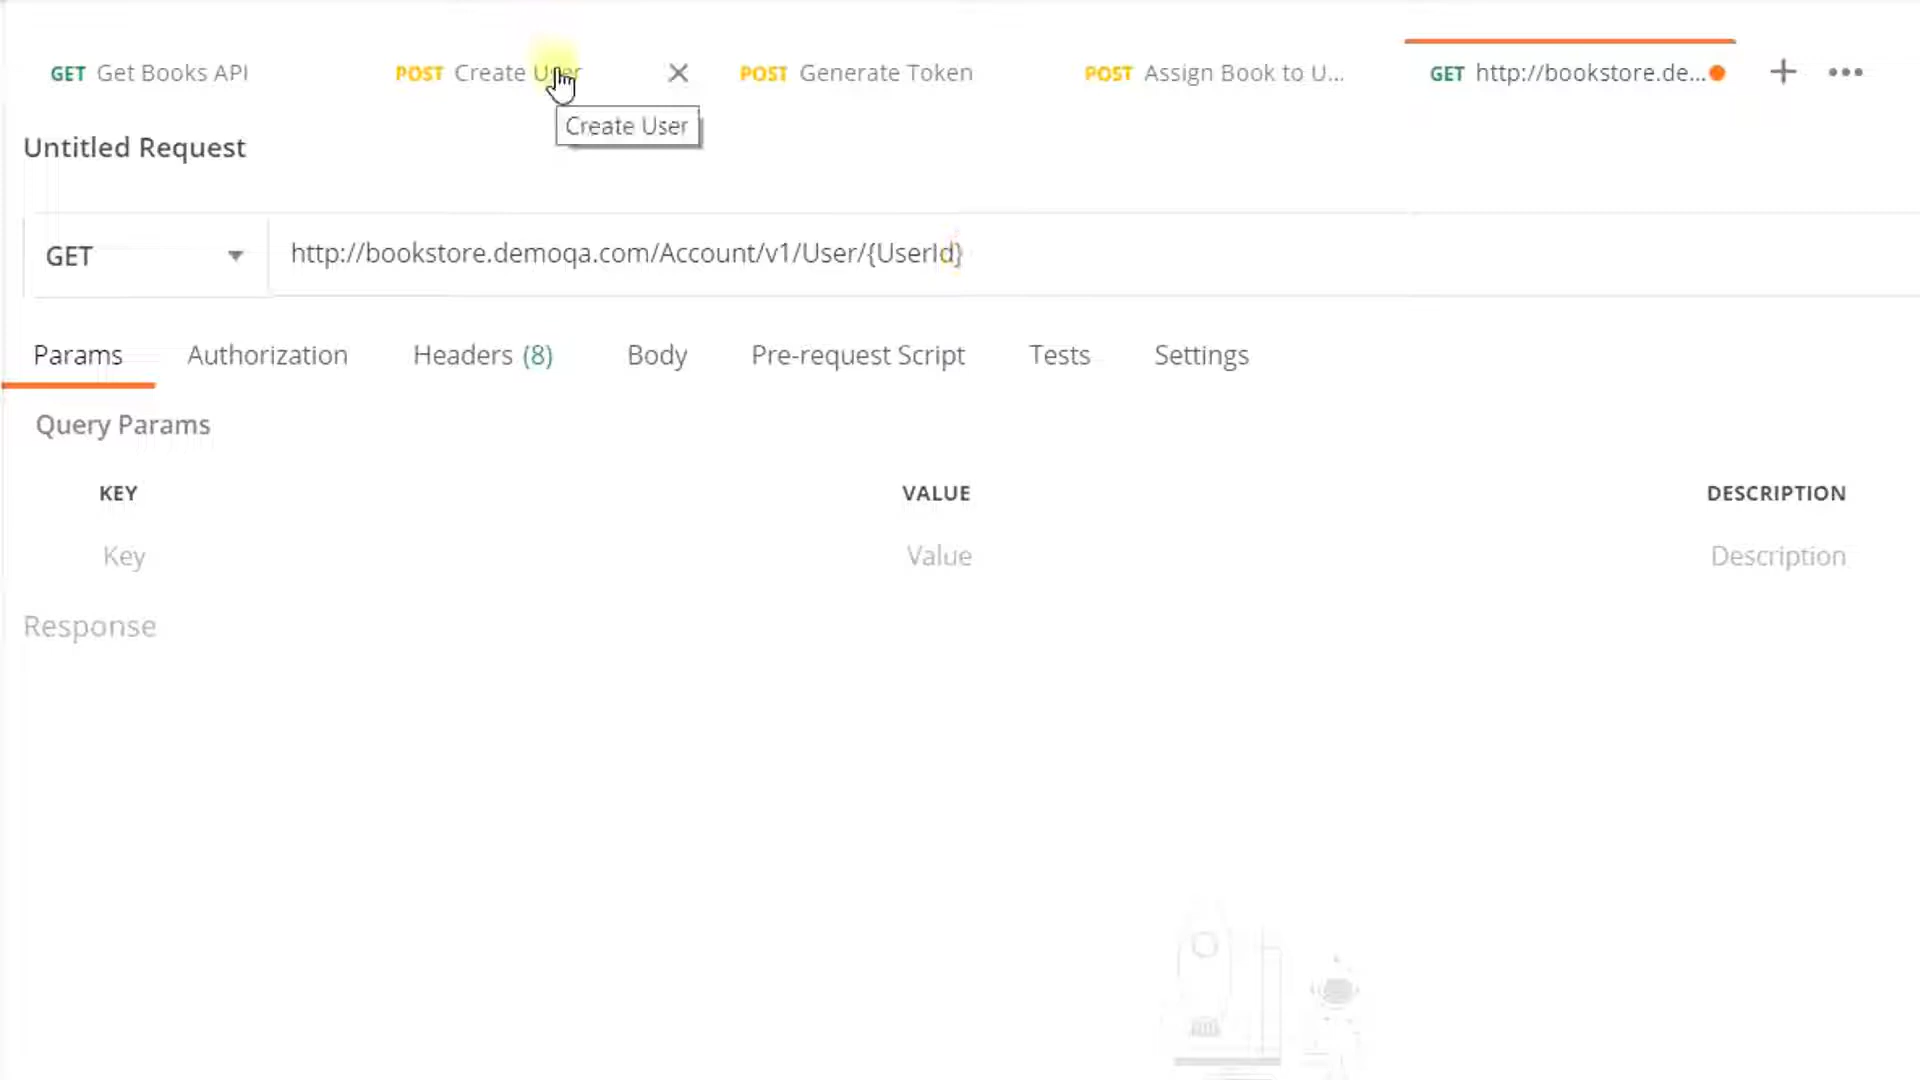 GET Get Books API POST Create User POST Generate Token POST Assign Book to U... GET http://bookstore.de...
Create User
Untitled Request
GET http://bookstore.demoqa.com/Account/v1/User/{UserId}
Params Authorization Headers (8) Body Pre-request Script Tests Settings
Query Params
KEY VALUE DESCRIPTION
Key Value Description
Response